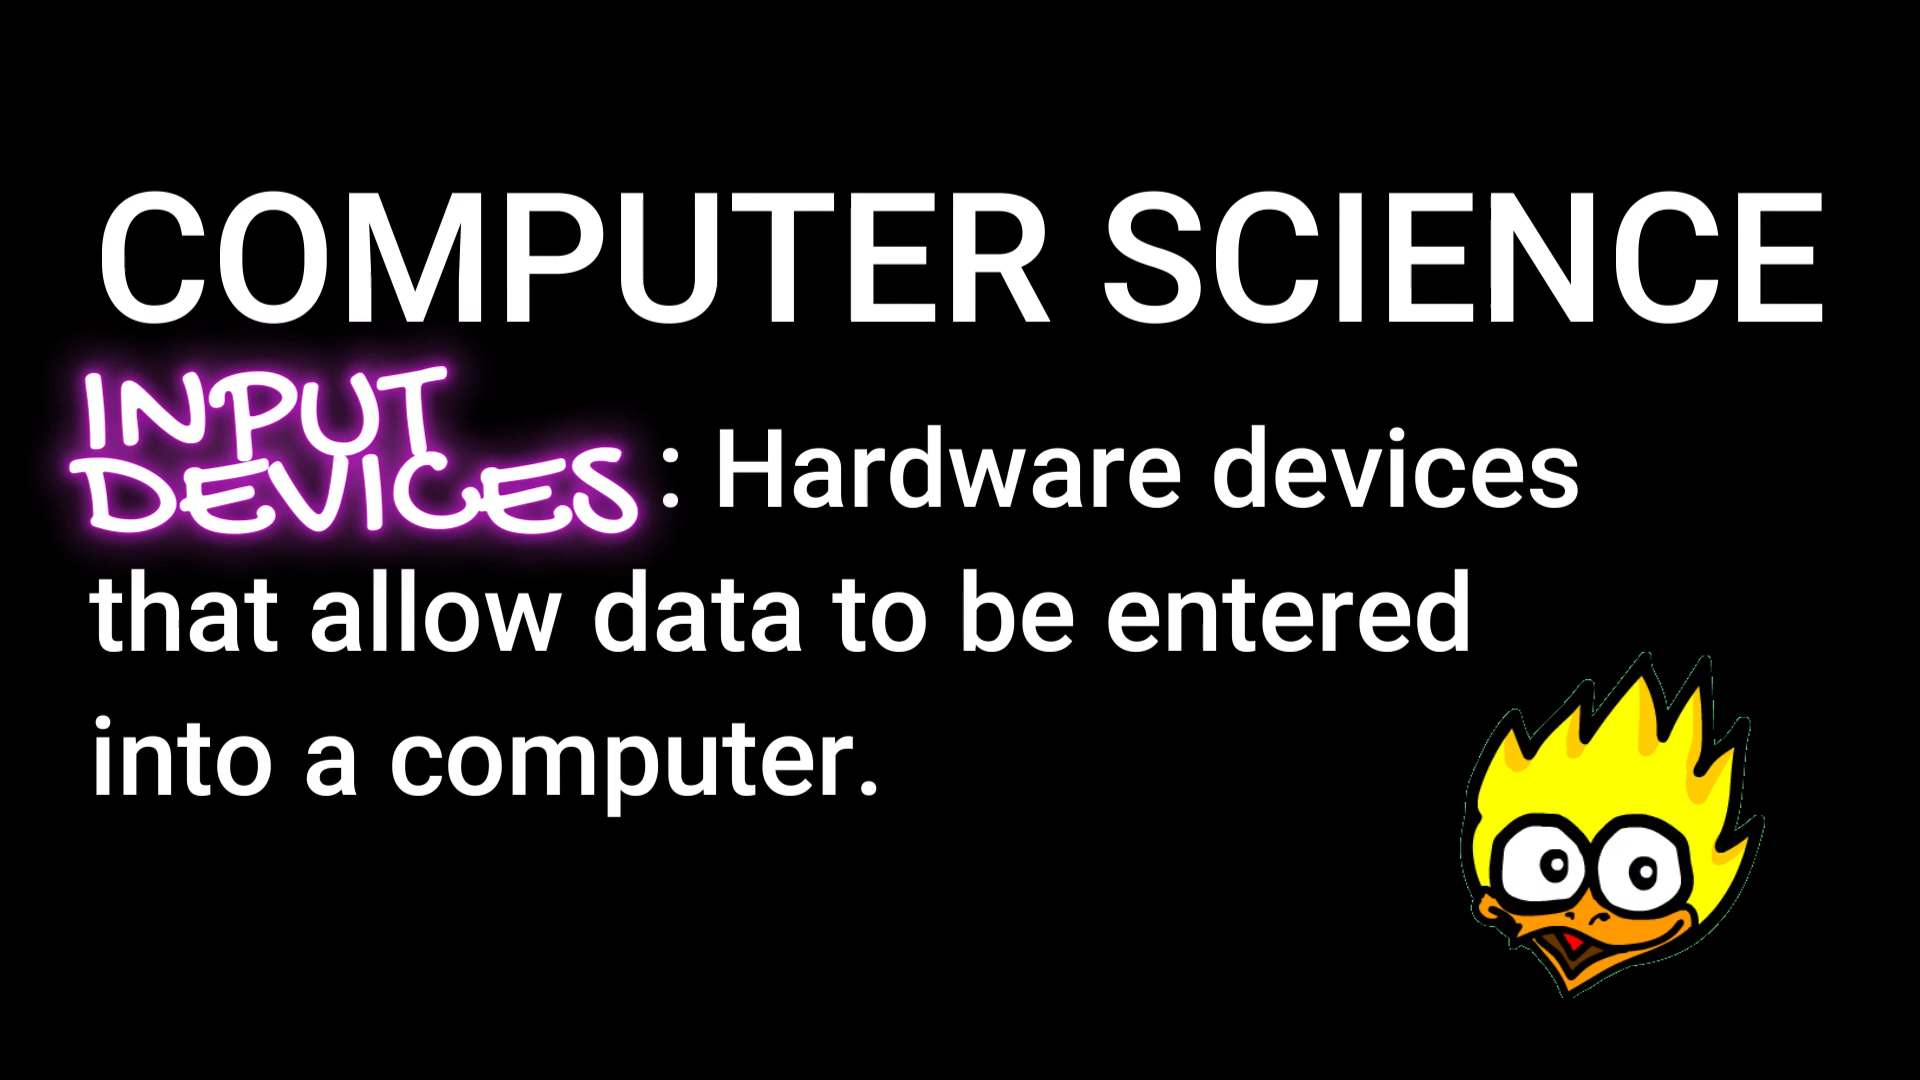 COMPUTER SCIENCE
INPUT
DEVICES : Hardware devices
that allow data to be entered
into a computer.